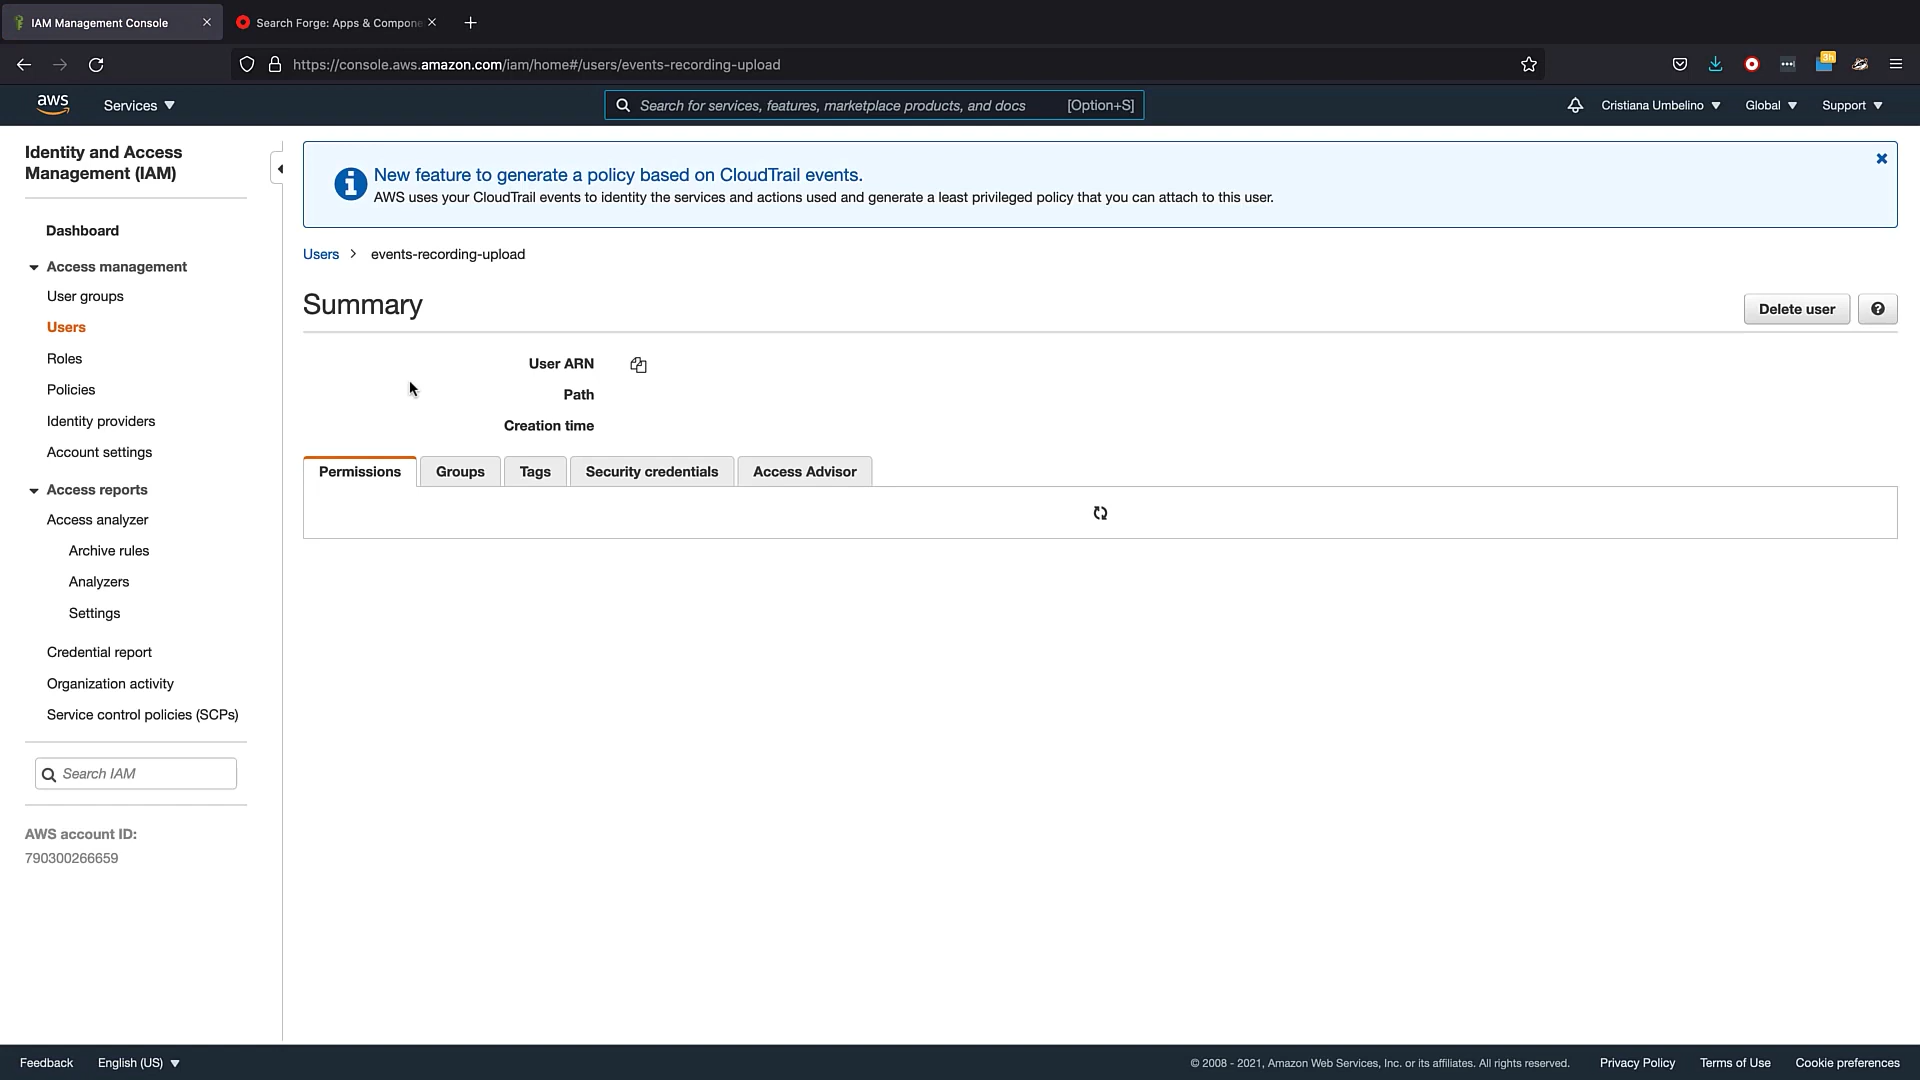 IAM Management Console
Search Forge: Apps & Compone
https://console.aws.amazon.com/iam/home#/users/events-recording-upload
3h
aws
Services
Search for services, features, marketplace products, and docs
[Option+S]
Cristiana Umbelino
Global
Support
Identity and Access
Management (IAM)
Dashboard
Access management
User groups
Users
Roles
Policies
Identity providers
Account settings
Access reports
Access analyzer
Archive rules
Analyzers
Settings
Credential report
Organization activity
Service control policies (SCPs)
Search IAM
AWS account ID:
790300266659
New feature to generate a policy based on CloudTrail events.
AWS uses your CloudTrail events to identify the services and actions used and generate a least privileged policy that you can attach to this user.
Users > events-recording-upload
Summary
Delete user
User ARN
Path
Creation time
Permissions
Groups
Tags
Security credentials
Access Advisor
Feedback
English (US)
© 2008 - 2021, Amazon Web Services, Inc. or its affiliates. All rights reserved.
Privacy Policy
Terms of Use
Cookie preferences